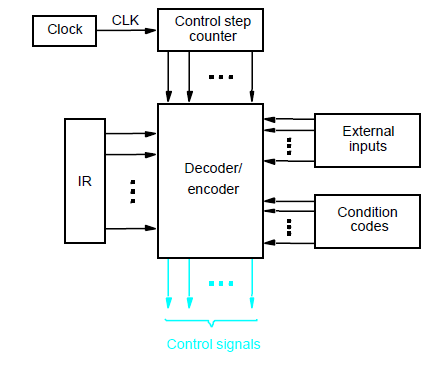 Clock
CLK
Control step
counter
IR
Decoder/
encoder
External
inputs
Condition
codes
Control signals